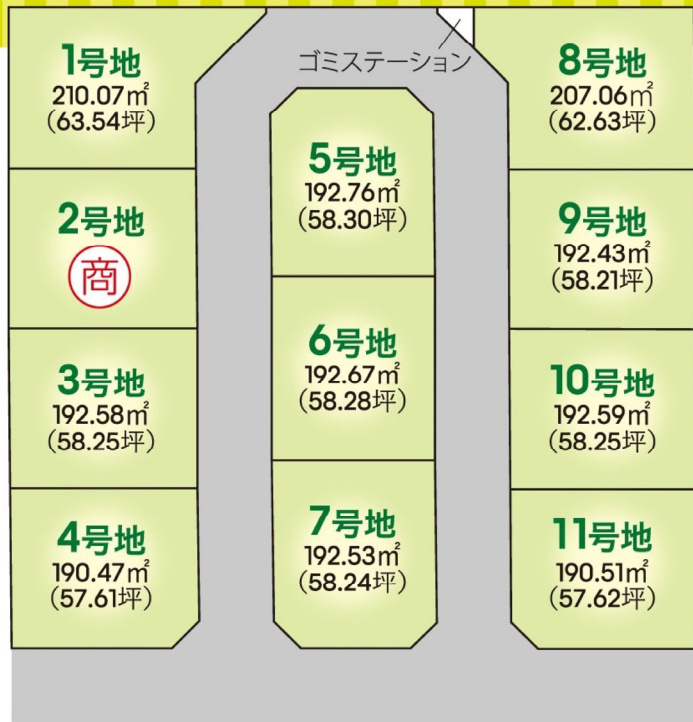 1号地
210.07㎡
(63.54坪)
2号地
商
3号地
192.58㎡
(58.25坪)
4号地
190.47㎡
(57.61坪)
ゴミステーション
5号地
192.76㎡
(58.30坪)
6号地
192.67㎡
(58.28坪)
7号地
192.53㎡
(58.24坪)
8号地
207.06㎡
(62.63坪)
9号地
192.43㎡
(58.21坪)
10号地
192.59㎡
(58.25坪)
11号地
190.51㎡
(57.62坪)